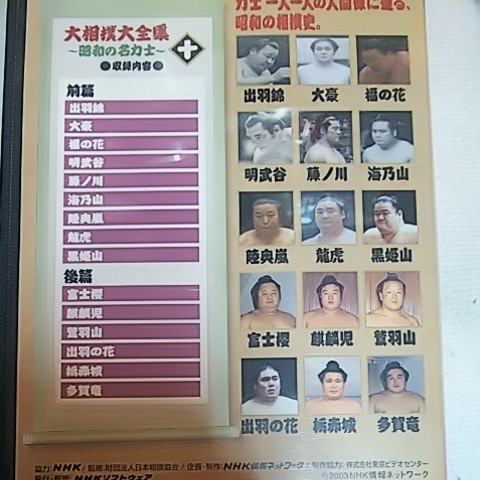 大相撲大全集
~昭和の名力士~
十
●収録内容●
前篇
出羽錦
大豪
福の花
明武谷
藤ノ川
海乃山
陸奥嵐
龍虎
黒姫山
後篇
富士櫻
麒麟児
鷲羽山
出羽の花
栃赤城
多賀竜
力士一人一人の人間像に迫る、
昭和の相撲史。
出羽錦 大豪 福の花
明武谷 藤ノ川 海乃山
陸奥嵐 龍虎 黒姫山
富士櫻 麒麟児 鷲羽山
出羽の花 栃赤城 多賀竜
協力:NHK / 監修:財団法人日本相撲協会 / 企画・制作:NHK情報ネットワーク / 制作協力:株式会社東京ビデオセンター
NHKソフトウェア ©2003 NHK情報ネットワーク